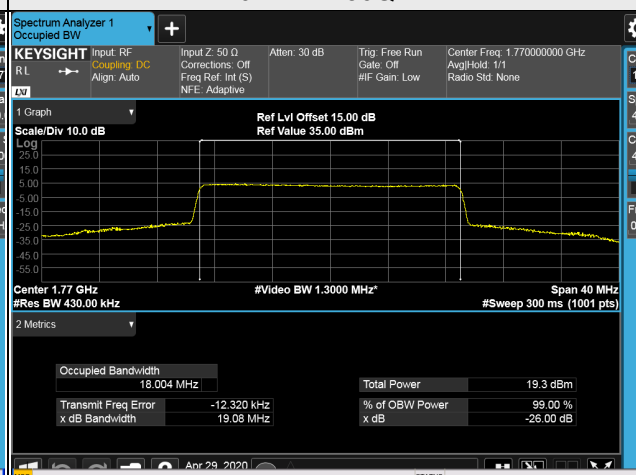 Spectrum Analyzer 1
Occupied BW
KEYSIGHT
RL
LXI
Input: RF
Coupling: DC
Align: Auto
Input Z: 50 Ω
Corrections: Off
Freq Ref: Int (S)
NFE: Adaptive
Atten: 30 dB
Trig: Free Run
Gate: Off
#IF Gain: Low
Center Freq: 1.770000000 GHz
Avg|Hold: 1/1
Radio Std: None
1 Graph
Scale/Div 10.0 dB
Ref Lvl Offset 15.00 dB
Ref Value 35.00 dBm
Log
25.0
15.0
5.00
-5.00
-15.0
-25.0
-35.0
-45.0
-55.0
Center 1.77 GHz
#Res BW 430.00 kHz
#Video BW 1.3000 MHz*
Span 40 MHz
#Sweep 300 ms (1001 pts)
2 Metrics
Occupied Bandwidth
18.004 MHz
Transmit Freq Error -12.320 kHz
x dB Bandwidth 19.08 MHz
Total Power 19.3 dBm
% of OBW Power 99.00 %
x dB -26.00 dB
Apr 29, 2020